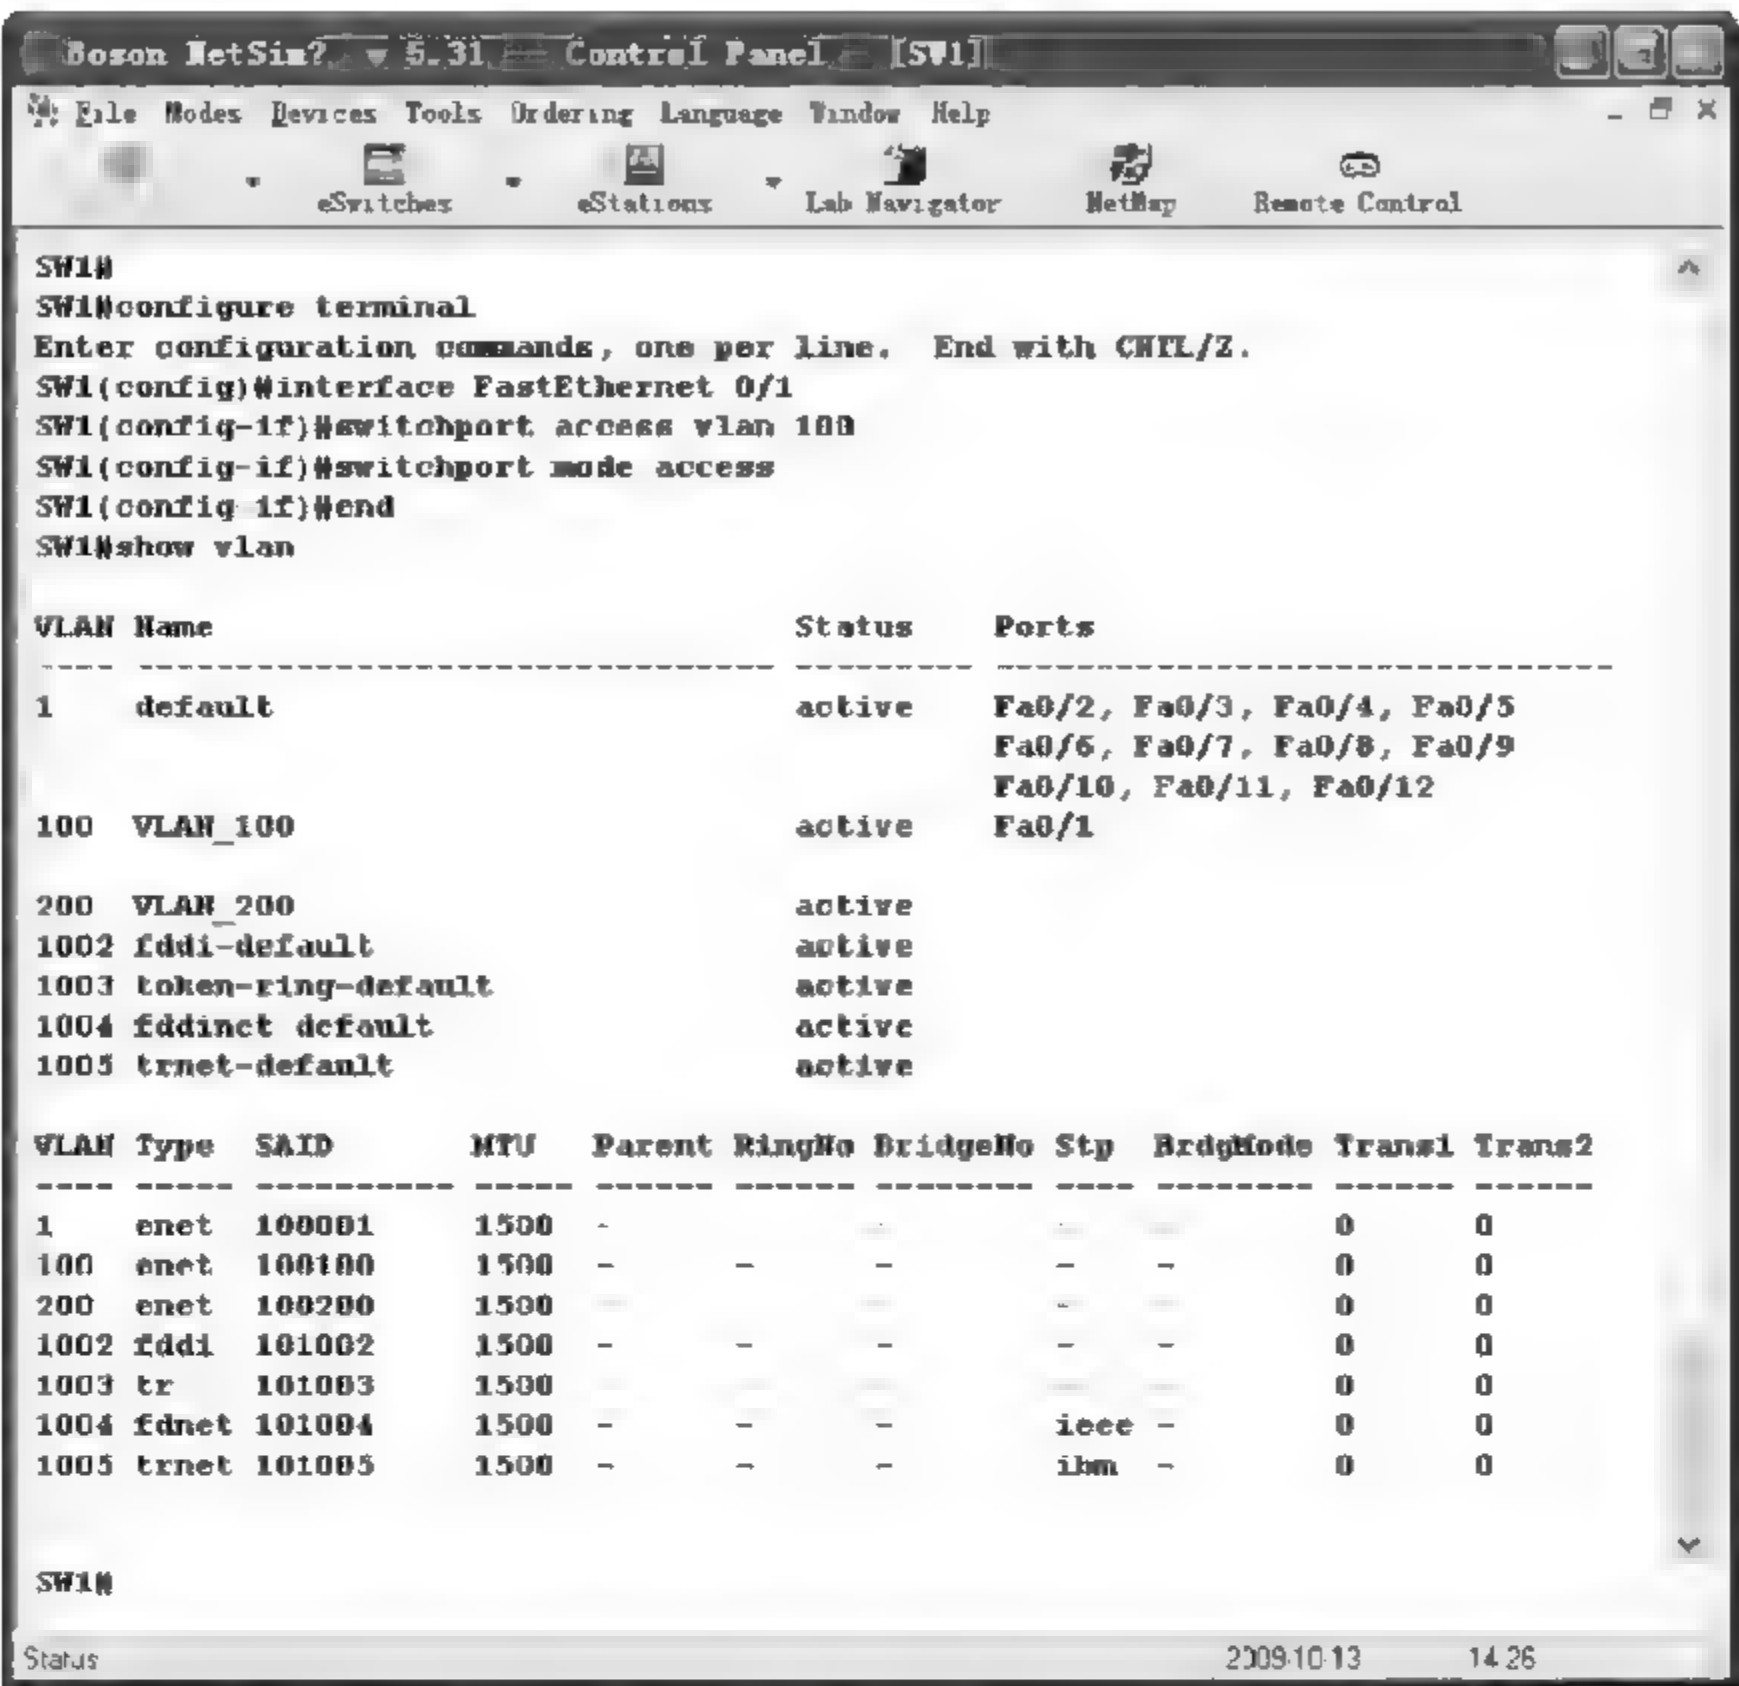 Boson NetSim? v 5.31 - Control Panel - [SW1]
File Modes Devices Tools Ordering Language Window Help
eSwitches eStations Lab Navigator NetMap Remote Control
SW1#
SW1#configure terminal
Enter configuration commands, one per line.  End with CNTL/Z.
SW1(config)#interface FastEthernet 0/1
SW1(config-if)#switchport access vlan 100
SW1(config-if)#switchport mode access
SW1(config-if)#end
SW1#show vlan
VLAN Name Status Ports
---- -------------------------------- --------- -------------------------------
1 default active Fa0/2, Fa0/3, Fa0/4, Fa0/5
Fa0/6, Fa0/7, Fa0/8, Fa0/9
Fa0/10, Fa0/11, Fa0/12
100 VLAN_100 active Fa0/1
200 VLAN_200 active
1002 fddi-default active
1003 token-ring-default active
1004 fddinet default active
1005 trnet-default active
VLAN Type SAID MTU Parent RingNo BridgeNo Stp BrdgMode Trans1 Trans2
---- ----- ---------- ----- ------ ------ -------- ---- -------- ------ ------
1 enet 100001 1500 - - - - 0 0
100 enet 100100 1500 - - - - - 0 0
200 enet 100200 1500 - - - - 0 0
1002 fddi 101002 1500 - - - - - 0 0
1003 tr 101003 1500 - - - - 0 0
1004 fdnet 101004 1500 - - - ieee - 0 0
1005 trnet 101005 1500 - - - ibm - 0 0
SW1#
Status 2009-10-13 14:26